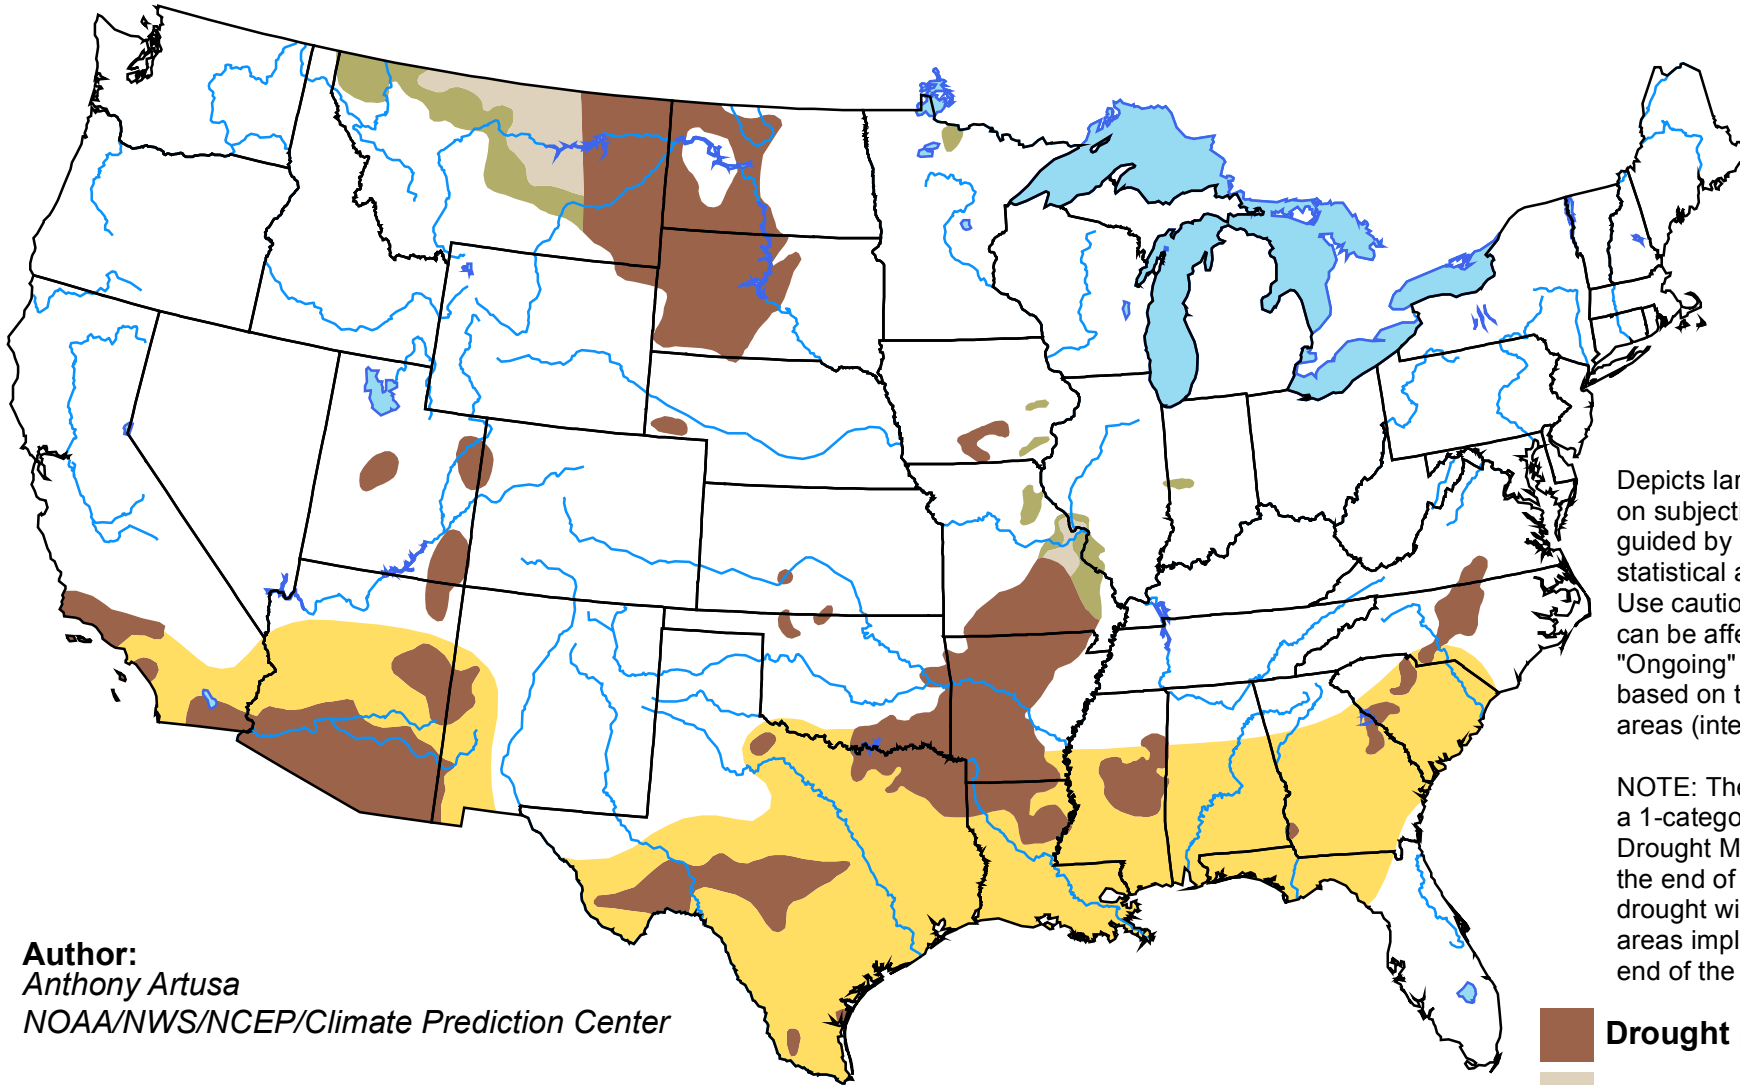 Depicts lar
on subjecti
guided by
statistical a
Use cautio
can be affe
"Ongoing"
based on t
areas (inte
NOTE: The
a 1-catego
Drought M
the end of
drought wi
areas impl
end of the
Author:
Anthony Artusa
NOAA/NWS/NCEP/Climate Prediction Center
Drought